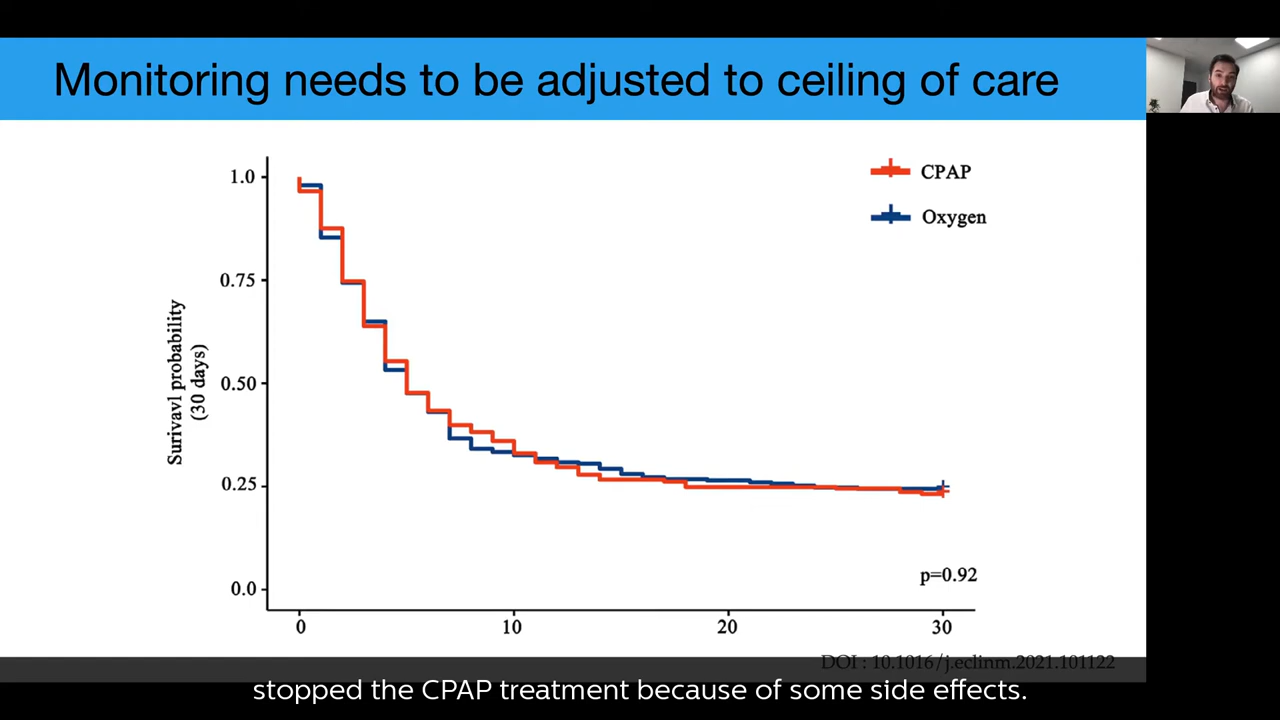 Monitoring needs to be adjusted to ceiling of care
CPAP
Oxygen
1.0
0.75
0.50
0.25
0.0
Surivavl probability
(30 days)
p=0.92
0
10
20
30
DOI : 10.1016/j.eclinm.2021.101122
stopped the CPAP treatment because of some side effects.